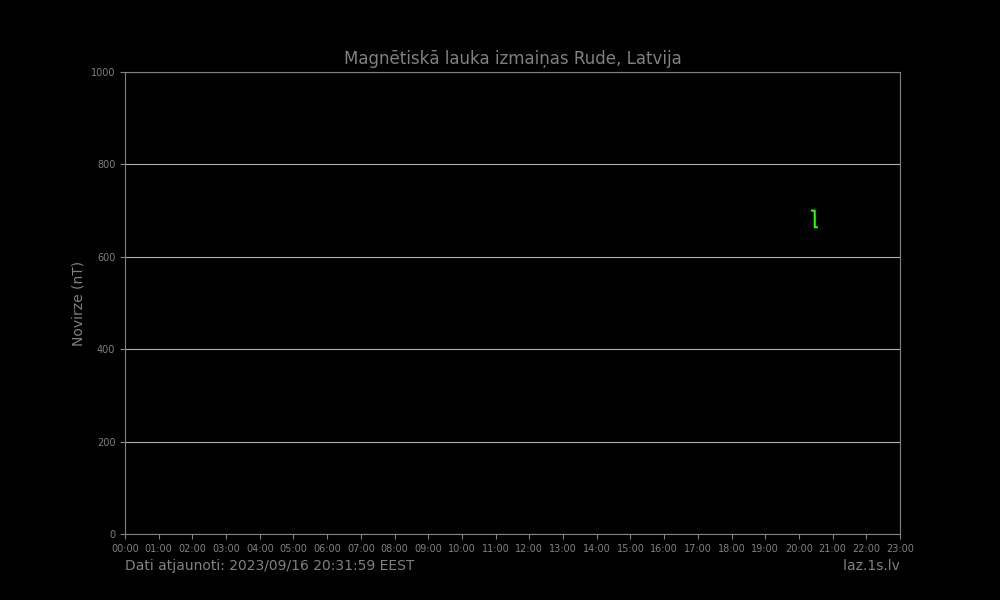 Magnētiskā lauka izmaiņas Rude, Latvija
1000
800
600
400
200
0
Novirze (nT)
00:00 01:00 02:00 03:00 04:00 05:00 06:00 07:00 08:00 09:00 10:00 11:00 12:00 13:00 14:00 15:00 16:00 17:00 18:00 19:00 20:00 21:00 22:00 23:00
Dati atjaunoti: 2023/09/16 20:31:59 EEST
laz.1s.lv